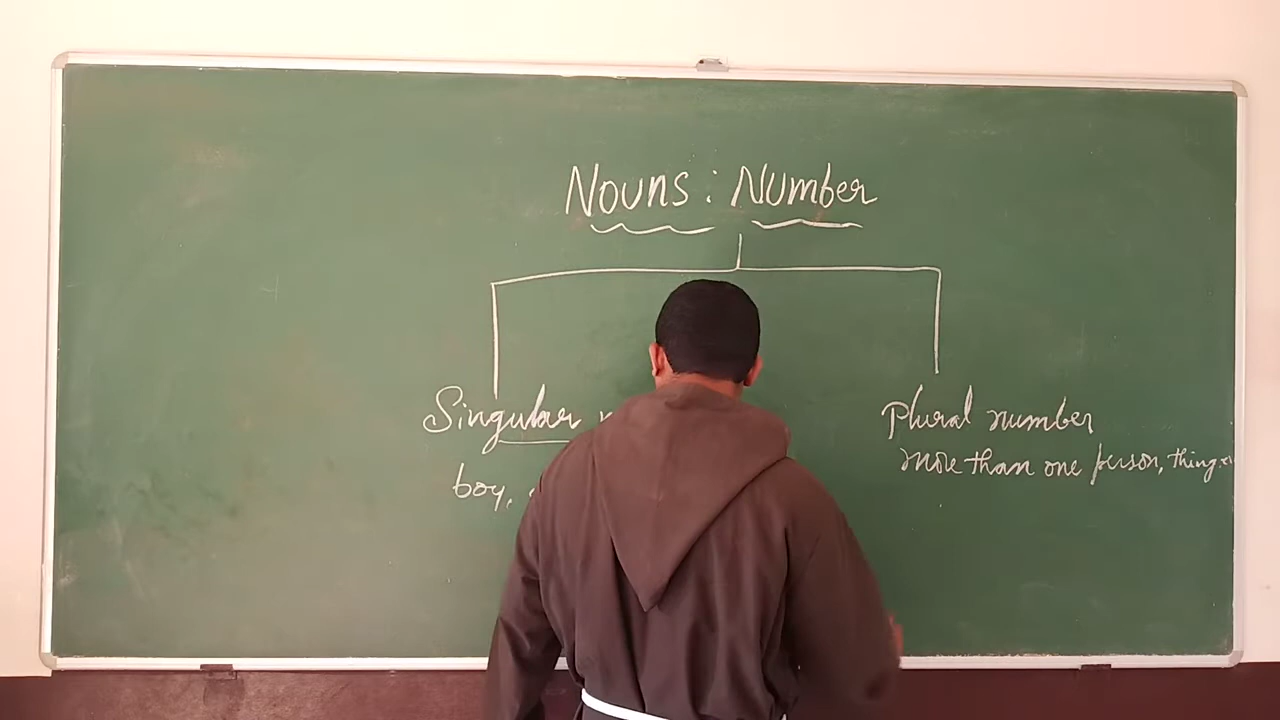 Nouns: Number
Singular
boy,
Plural number
more than one person, thing